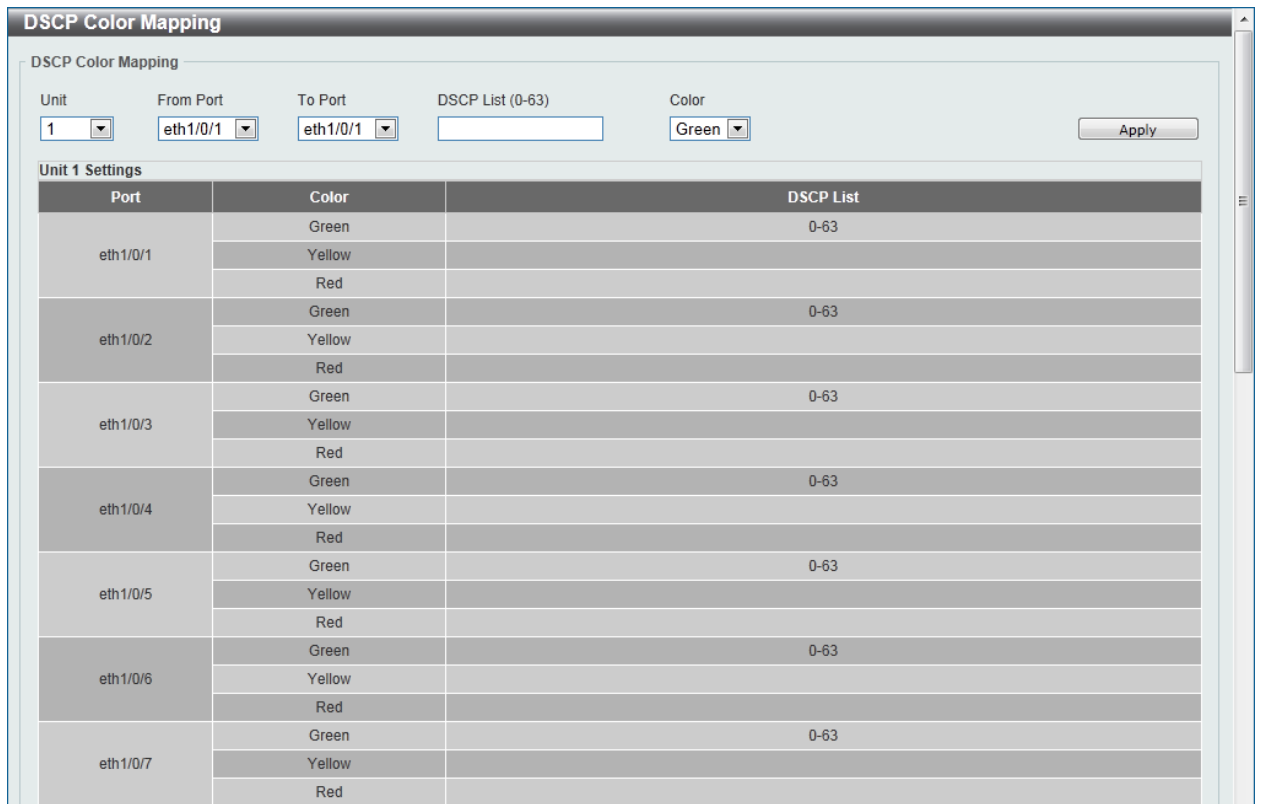 DSCP Color Mapping
DSCP Color Mapping
Unit From Port To Port DSCP List (0-63) Color
1 eth1/0/1 eth1/0/1 Green Apply
Unit 1 Settings
Port Color DSCP List
Green 0-63
eth1/0/1 Yellow
Red
Green 0-63
eth1/0/2 Yellow
Red
Green 0-63
eth1/0/3 Yellow
Red
Green 0-63
eth1/0/4 Yellow
Red
Green 0-63
eth1/0/5 Yellow
Red
Green 0-63
eth1/0/6 Yellow
Red
Green 0-63
eth1/0/7 Yellow
Red